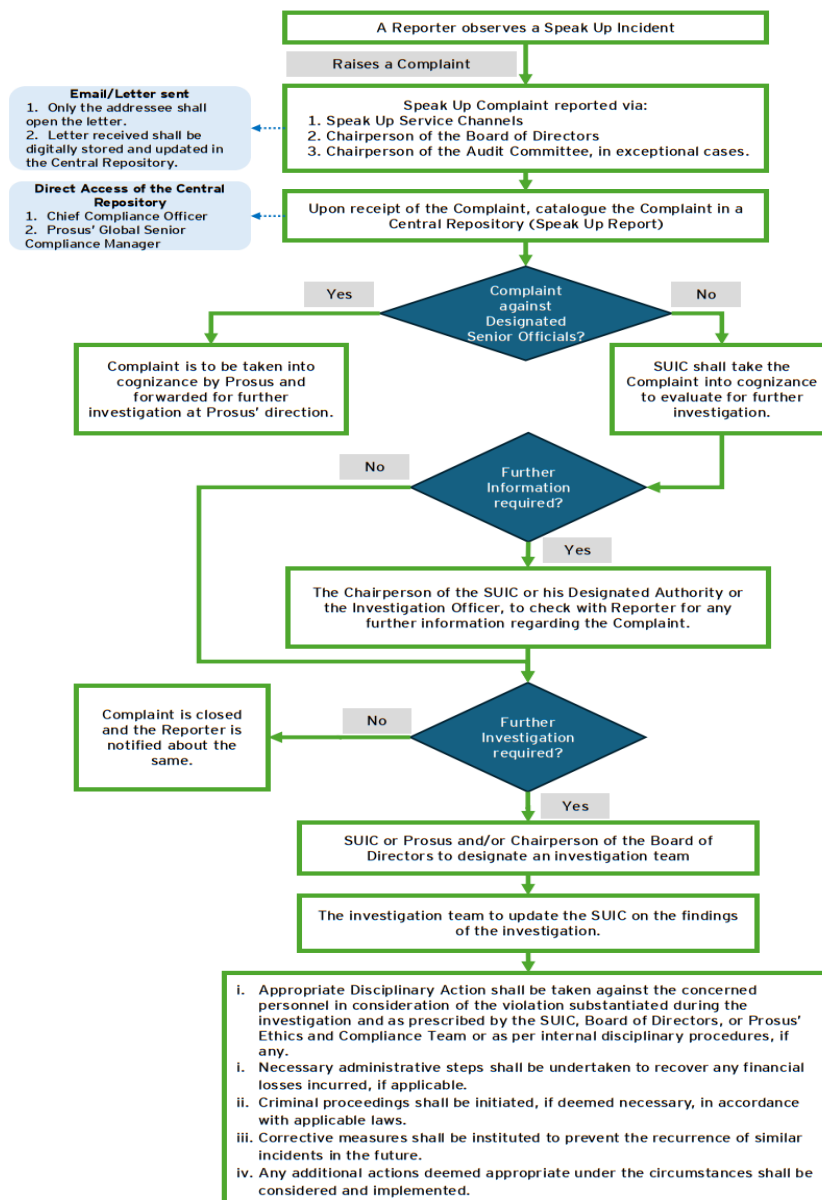 A Reporter observes a Speak Up Incident
Raises a Complaint
Email/Letter sent
1. Only the addressee shall
open the letter.
2. Letter received shall be
digitally stored and updated in
the Central Repository.
Speak Up Complaint reported via:
1. Speak Up Service Channels
2. Chairperson of the Board of Directors
3. Chairperson of the Audit Committee, in exceptional cases.
Direct Access of the Central
Repository
1. Chief Compliance Officer
2. Prosus' Global Senior
Compliance Manager
Upon receipt of the Complaint, catalogue the Complaint in a
Central Repository (Speak Up Report)
Complaint
against
Designated
Senior Officials?
Yes
No
Complaint is to be taken into
cognizance by Prosus and
forwarded for further
investigation at Prosus' direction.
SUIC shall take the
Complaint into cognizance
to evaluate for further
investigation.
Further
Information
required?
No
Yes
The Chairperson of the SUIC or his Designated Authority or
the Investigation Officer, to check with Reporter for any
further information regarding the Complaint.
Further
Investigation
required?
No
Complaint is closed
and the Reporter is
notified about the
same.
Yes
SUIC or Prosus and/or Chairperson of the Board of
Directors to designate an investigation team
The investigation team to update the SUIC on the findings
of the investigation.
i. Appropriate Disciplinary Action shall be taken against the concerned
personnel in consideration of the violation substantiated during the
investigation and as prescribed by the SUIC, Board of Directors, or Prosus'
Ethics and Compliance Team or as per internal disciplinary procedures, if
any.
i. Necessary administrative steps shall be undertaken to recover any financial
losses incurred, if applicable.
ii. Criminal proceedings shall be initiated, if deemed necessary, in accordance
with applicable laws.
iii. Corrective measures shall be instituted to prevent the recurrence of similar
incidents in the future.
iv. Any additional actions deemed appropriate under the circumstances shall be
considered and implemented.